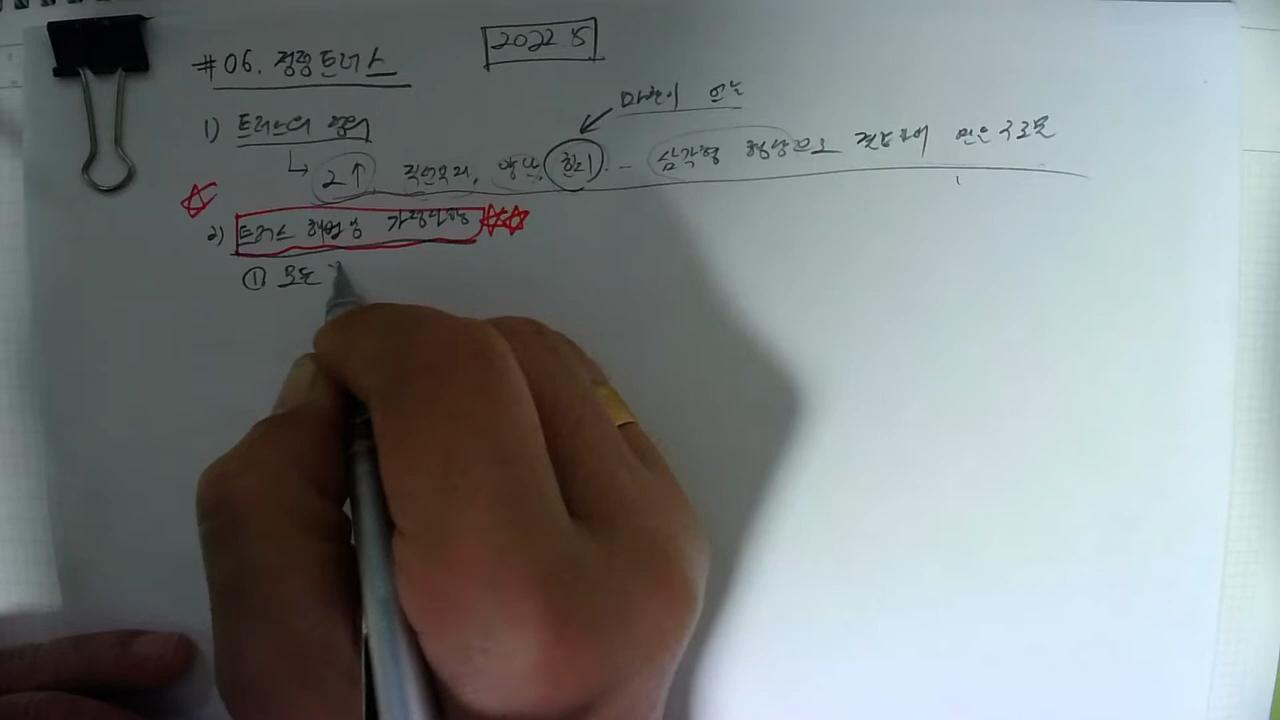 #06. 정정트러스
2022 15
마찰이 없는
1) 트러스의 정의
↳ 2↑ 직선부재, 양단 힌지 - 삼각형 형상으로 결합하여 만든 구조물
2) 트러스 해석상 가정사항
① 모든